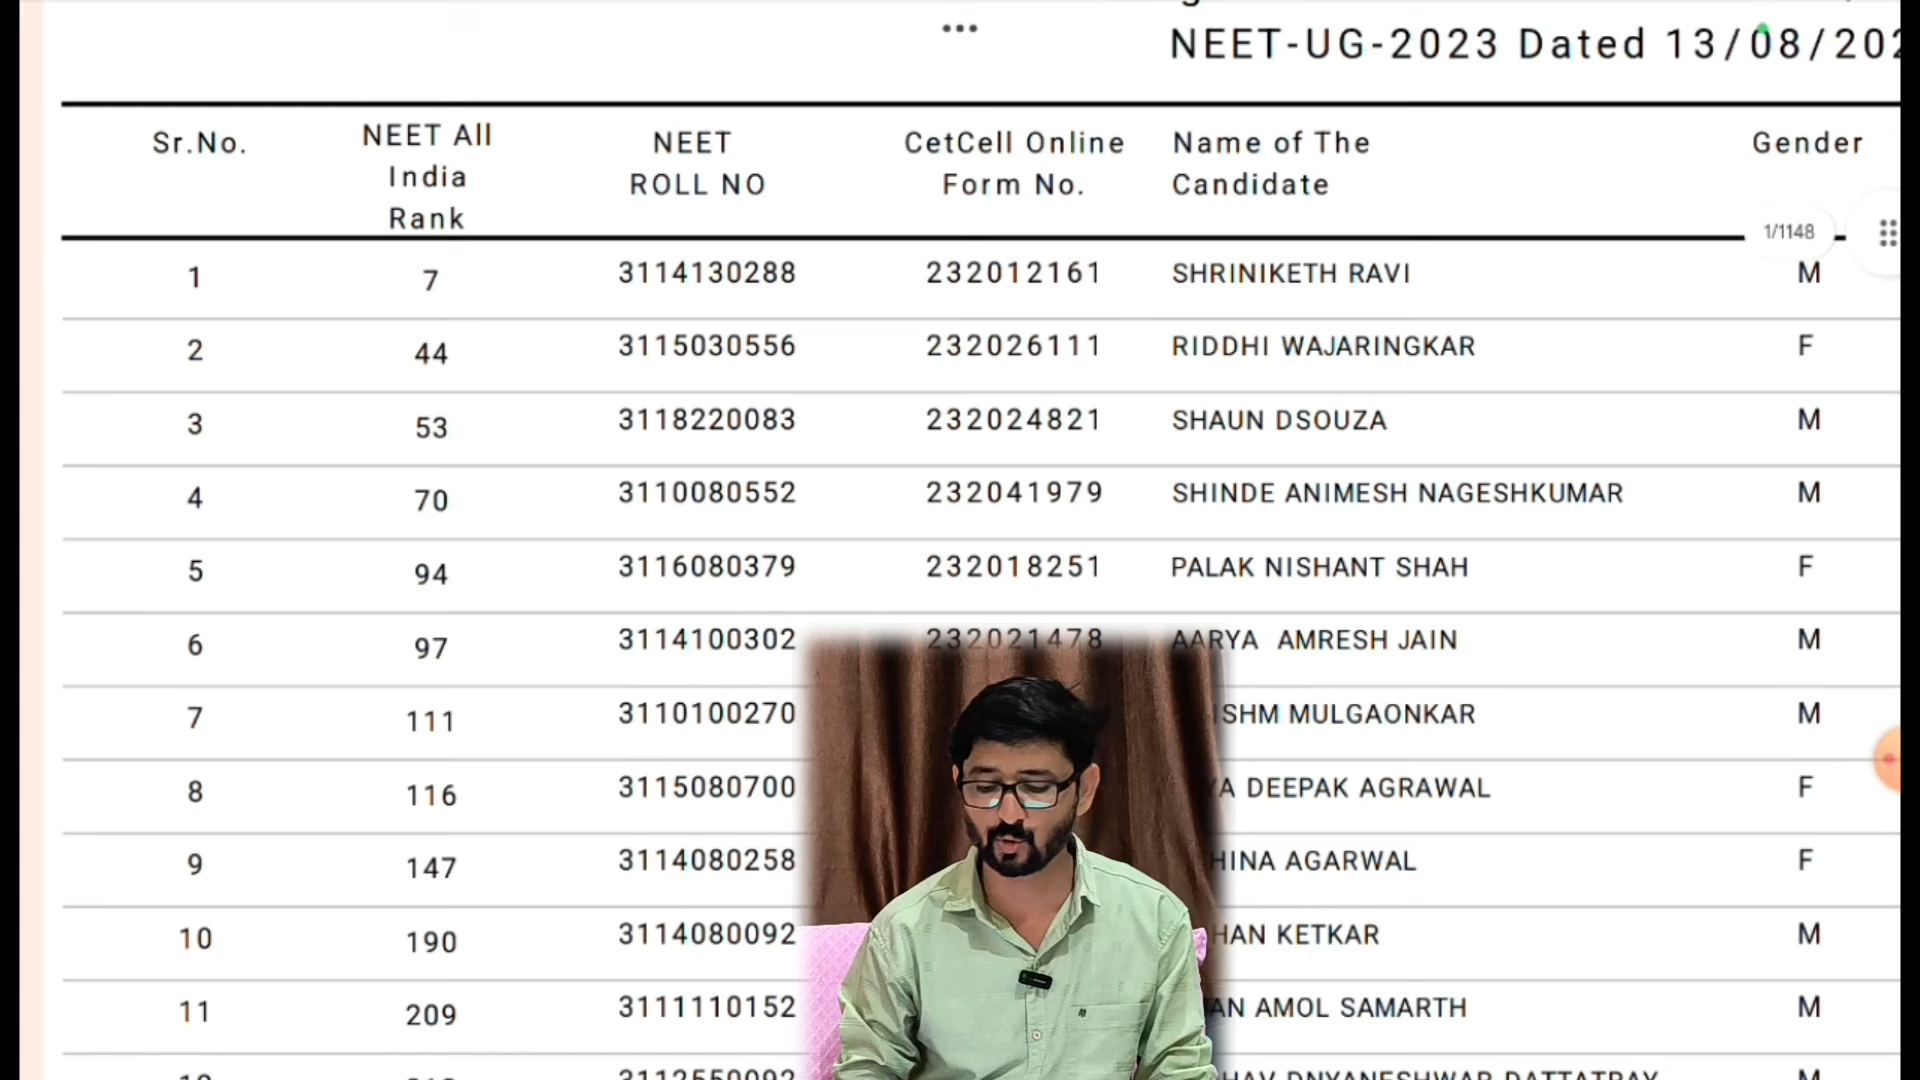 NEET-UG-2023 Dated 13/08/202
Sr.No. NEET All India Rank NEET ROLL NO CetCell Online Form No. Name of The Candidate Gender
1/1148
1 7 3114130288 232012161 SHRINIKETH RAVI M
2 44 3115030556 232026111 RIDDHI WAJARINGKAR F
3 53 3118220083 232024821 SHAUN DSOUZA M
4 70 3110080552 232041979 SHINDE ANIMESH NAGESHKUMAR M
5 94 3116080379 232018251 PALAK NISHANT SHAH F
6 97 3114100302 232021478 AARYA AMRESH JAIN M
7 111 3110100270 MULGAONKAR M
8 116 3115080700 DEEPAK AGRAWAL F
9 147 3114080258 AGARWAL F
10 190 3114080092 KETKAR M
11 209 3111110152 AMOL SAMARTH M
DNYANESHWAR DATTATRAY M